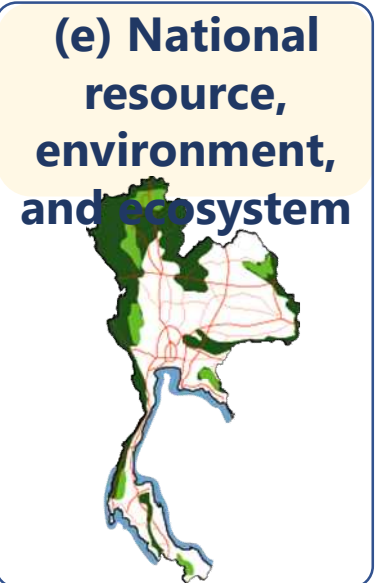 (e) National
resource,
environment,
and ecosystem